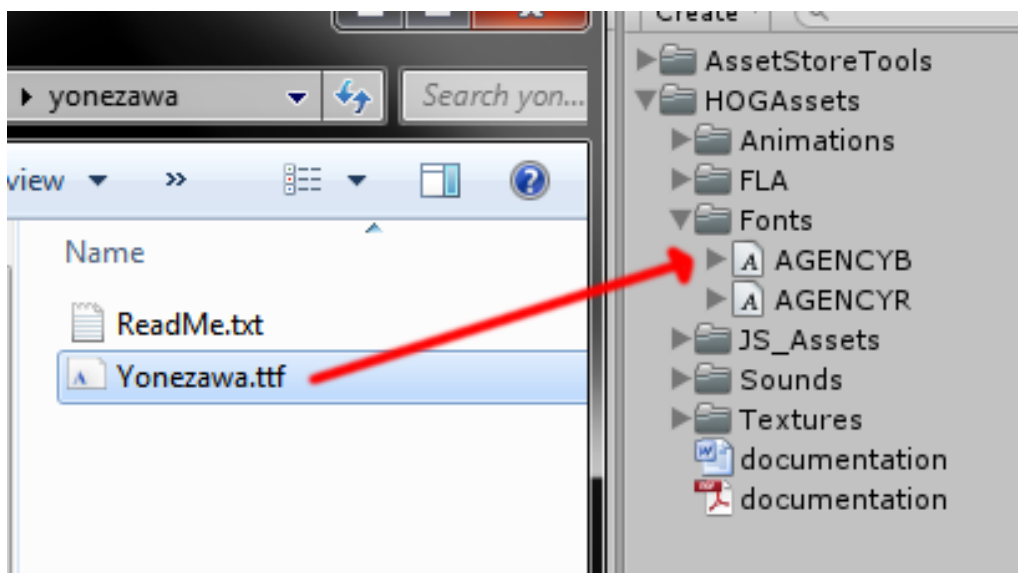 Create
yonezawa
Search yon...
view
»
Name
ReadMe.txt
Yonezawa.ttf
AssetStoreTools
HOGAssets
Animations
FLA
Fonts
AGENCYB
AGENCYR
JS_Assets
Sounds
Textures
documentation
documentation